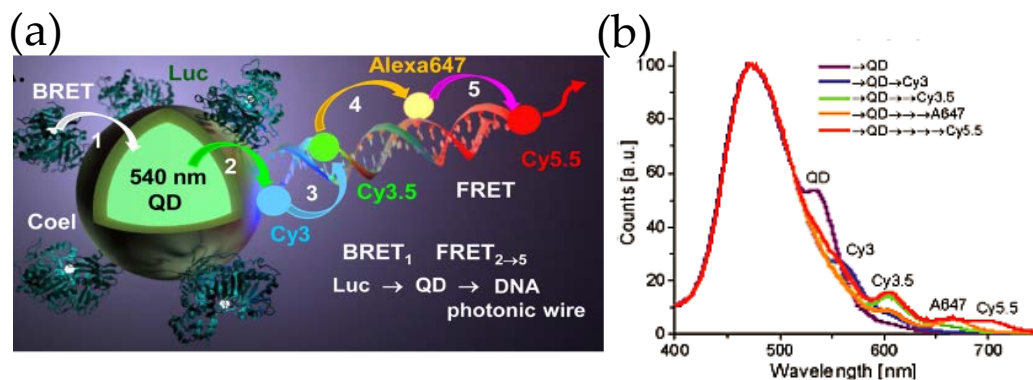 (a)
Luc
Alexa647
BRET
1
4
5
2
540 nm
QD
3
Cy3.5
Cy5.5
FRET
Coel
Cy3
BRET₁ FRET₂→₅
Luc → QD → DNA
photonic wire
(b)
→QD
→QD→Cy3
→QD→→Cy3.5
→QD→→→A647
→QD→→→→Cy5.5
100
80
60
40
20
0
Counts [a.u.]
QD
Cy3
Cy3.5
A647
Cy5.5
400 500 600 700
Wavelength [nm]